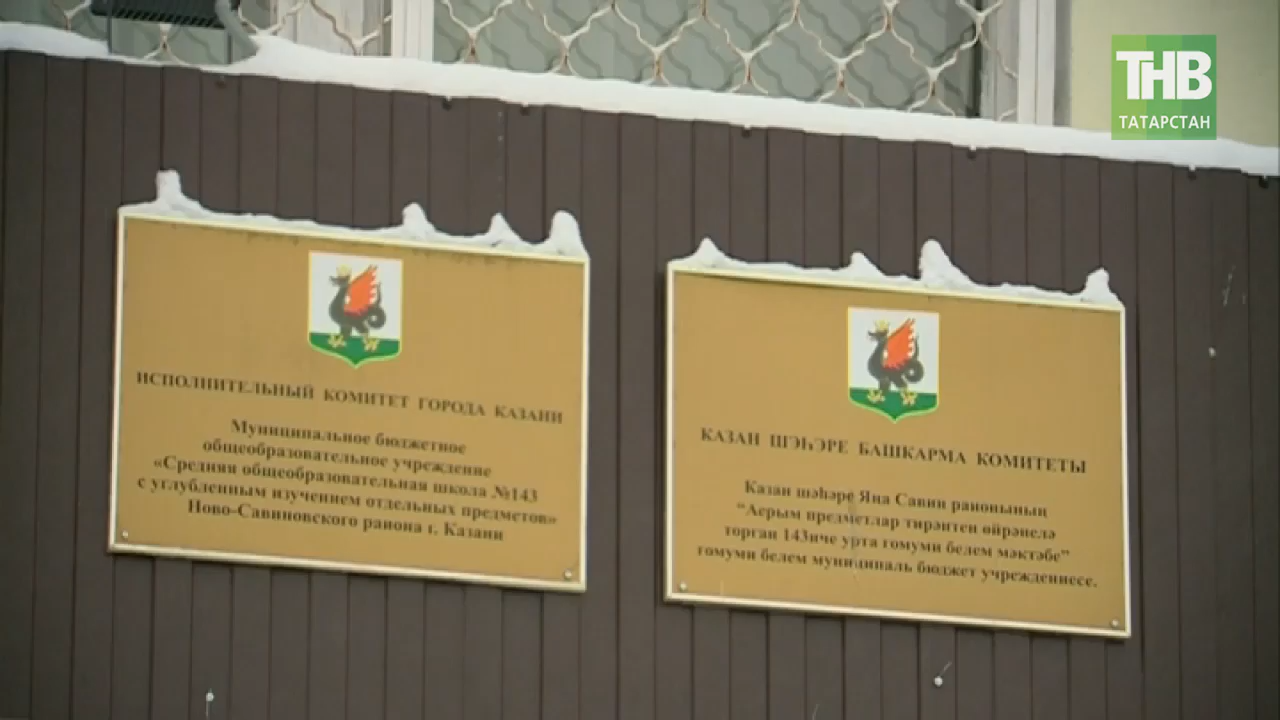 ТНВ
ТАТАРСТАН
ИСПОЛНИТЕЛЬНЫЙ КОМИТЕТ ГОРОДА КАЗАНИ
Муниципальное бюджетное
общеобразовательное учреждение
«Средняя общеобразовательная школа №143
с углубленным изучением отдельных предметов»
Ново-Савиновского района г. Казани
КАЗАН ШӘҺӘРЕ БАШКАРМА КОМИТЕТЫ
Казан шәһәре Яңа Савин районының
"Аерым предметлар тирәнтен өйрәнелә
торган 143нче урта гомуми белем мәктәбе"
гомуми белем муниципаль бюджет учреждениесе.